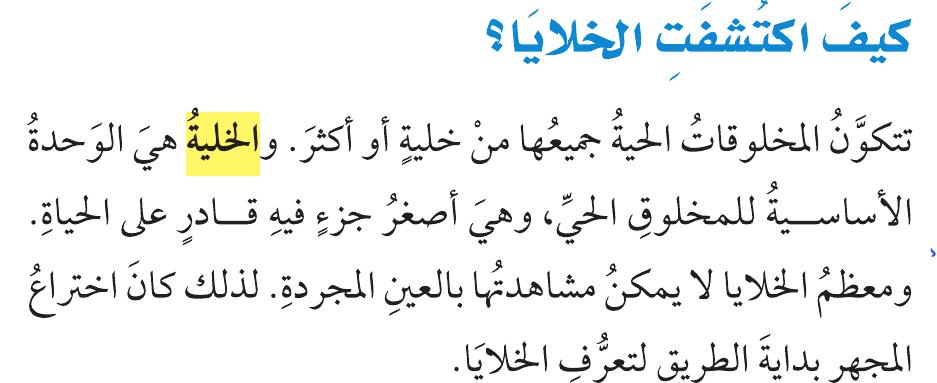 كيفَ اكتُشفَتِ الخلايَا؟
تتكوَّنُ المخلوقاتُ الحيةُ جميعُها منْ خليةٍ أو أكثرَ. والخليةُ هيَ الوَحدةُ
الأساسيةُ للمخلوقِ الحيِّ، وهيَ أصغرُ جزءٍ فيهِ قادرٍ على الحياةِ.
ومعظمُ الخلايا لا يمكنُ مشاهدتُها بالعينِ المجردةِ. لذلك كانَ اختراعُ
المجهر بدايةَ الطريق لتعرُّفِ الخلايَا.